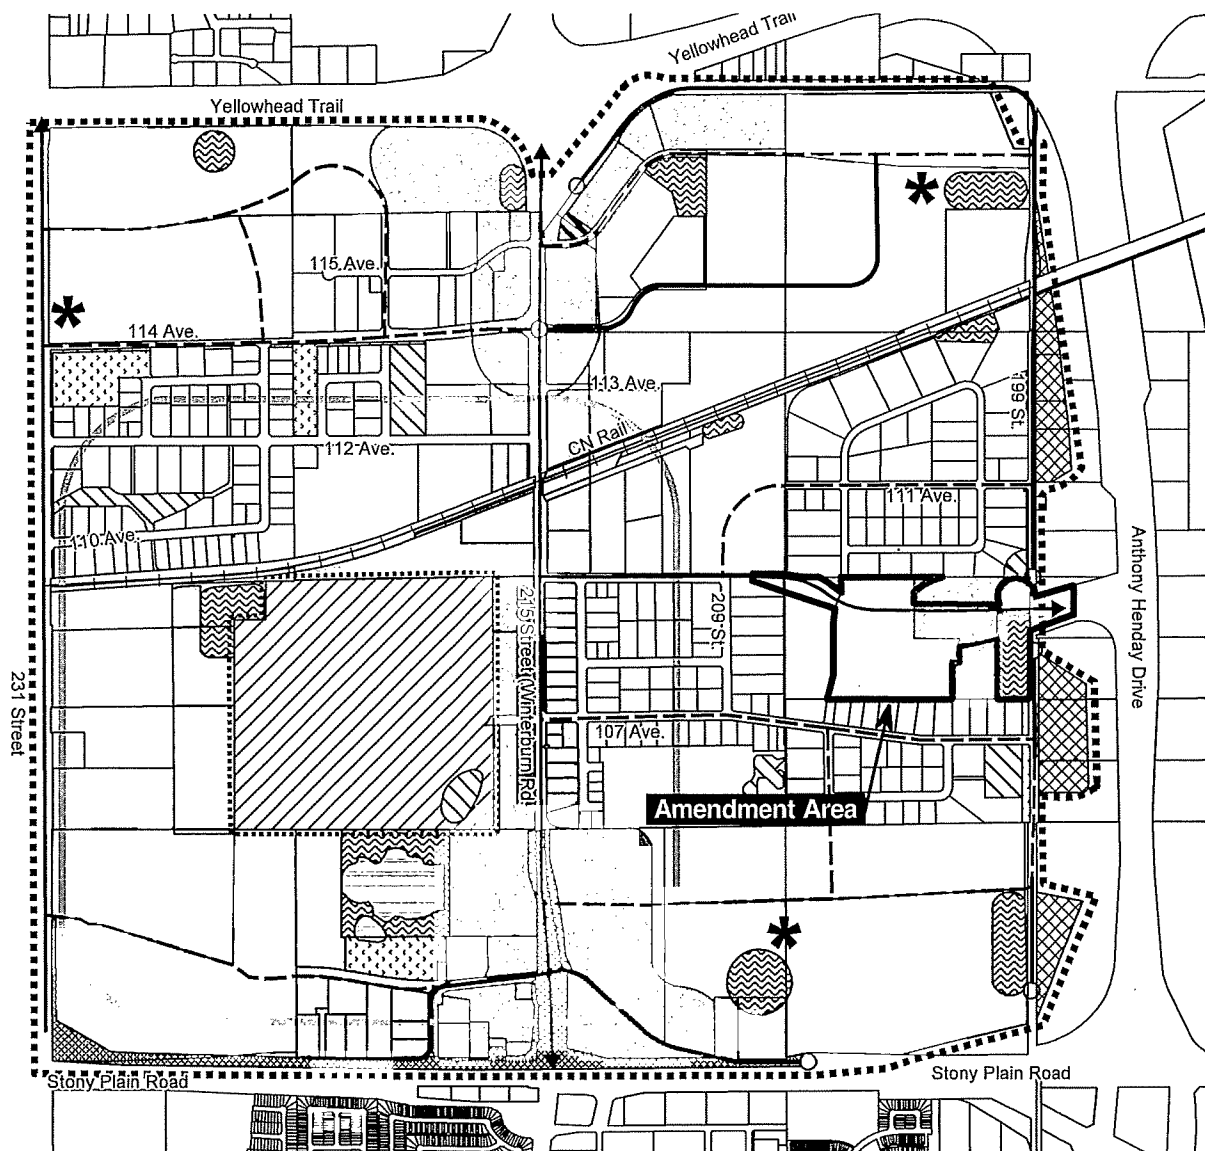 Yellowhead Trail
Yellowhead Trail
115 Ave.
114 Ave.
113 Ave.
199 St.
CN Rail
112 Ave.
111 Ave.
110 Ave.
Anthony Henday Drive
209 St.
215 Street (Winterburn Rd
231 Street
107 Ave.
Amendment Area
Stony Plain Road
Stony Plain Road